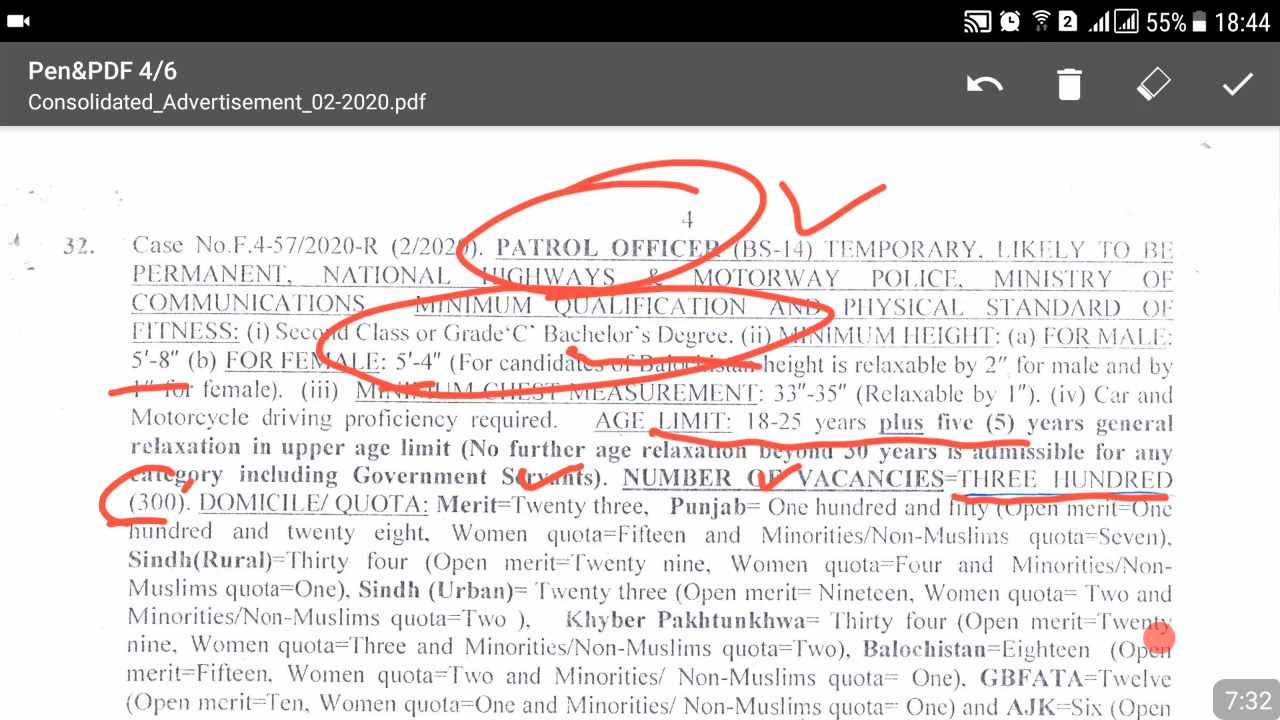 55% 18:44
Pen&PDF 4/6
Consolidated_Advertisement_02-2020.pdf
4
32. Case No.F.4-57/2020-R (2/2020). PATROL OFFICER (BS-14) TEMPORARY, LIKELY TO BE
PERMANENT, NATIONAL HIGHWAYS & MOTORWAY POLICE, MINISTRY OF
COMMUNICATIONS MINIMUM QUALIFICATION AND PHYSICAL STANDARD OF
FITNESS: (i) Second Class or Grade‘C’ Bachelor’s Degree. (ii) MINIMUM HEIGHT: (a) FOR MALE:
5′-8″ (b) FOR FEMALE: 5′-4″ (For candidates of Balochistan height is relaxable by 2″ for male and by
1″ for female). (iii) MINIMUM CHEST MEASUREMENT: 33″-35″ (Relaxable by 1″). (iv) Car and
Motorcycle driving proficiency required. AGE LIMIT: 18-25 years plus five (5) years general
relaxation in upper age limit (No further age relaxation beyond 30 years is admissible for any
category including Government Servants). NUMBER OF VACANCIES=THREE HUNDRED
(300). DOMICILE/ QUOTA: Merit=Twenty three, Punjab= One hundred and fifty (Open merit=One
hundred and twenty eight, Women quota=Fifteen and Minorities/Non-Muslims quota=Seven),
Sindh(Rural)=Thirty four (Open merit=Twenty nine, Women quota=Four and Minorities/Non-
Muslims quota=One), Sindh (Urban)= Twenty three (Open merit= Nineteen, Women quota= Two and
Minorities/Non-Muslims quota=Two ), Khyber Pakhtunkhwa= Thirty four (Open merit=Twenty
nine, Women quota=Three and Minorities/Non-Muslims quota=Two), Balochistan=Eighteen (Open
merit=Fifteen, Women quota=Two and Minorities/ Non-Muslims quota= One), GBFATA=Twelve
(Open merit=Ten, Women quota=One and Minorities/ Non-Muslims quota= One) and AJK=Six (Open
7:32